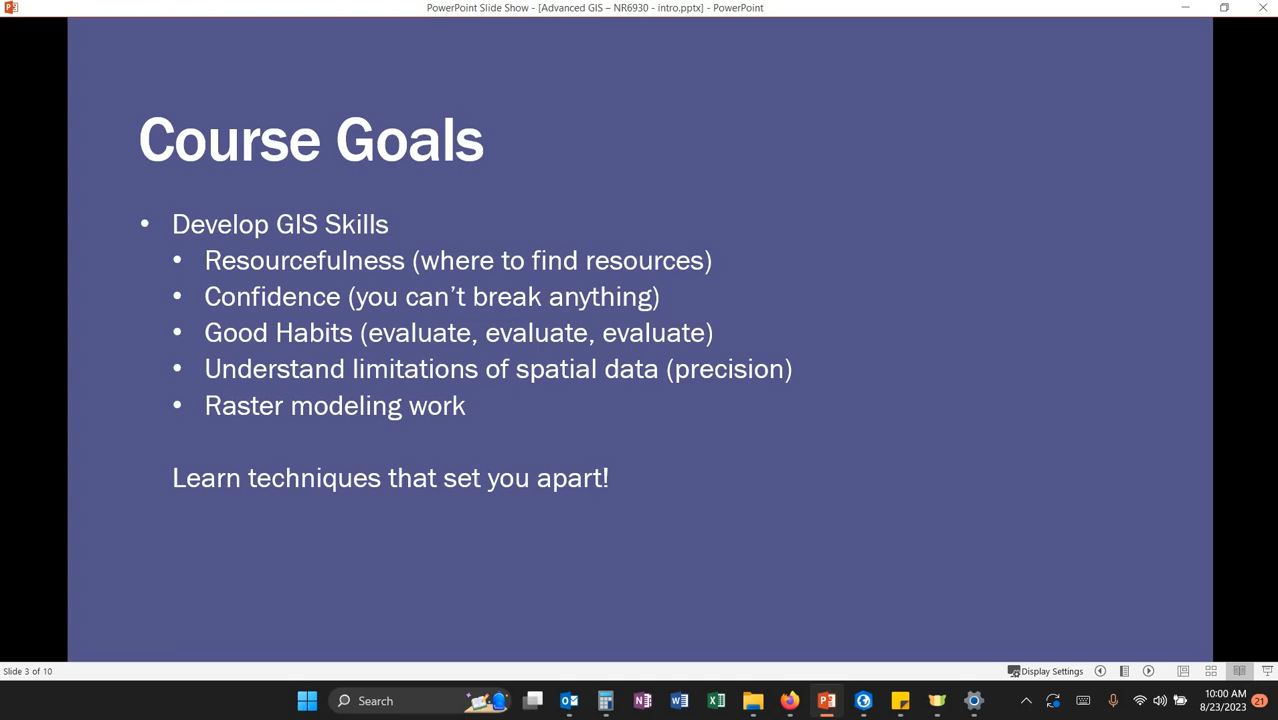 PowerPoint Slide Show - [Advanced GIS – NR6930 - intro.pptx] - PowerPoint
Course Goals
• Develop GIS Skills
• Resourcefulness (where to find resources)
• Confidence (you can’t break anything)
• Good Habits (evaluate, evaluate, evaluate)
• Understand limitations of spatial data (precision)
• Raster modeling work
Learn techniques that set you apart!
Slide 3 of 10
Display Settings
Search
10:00 AM
8/23/2023
21